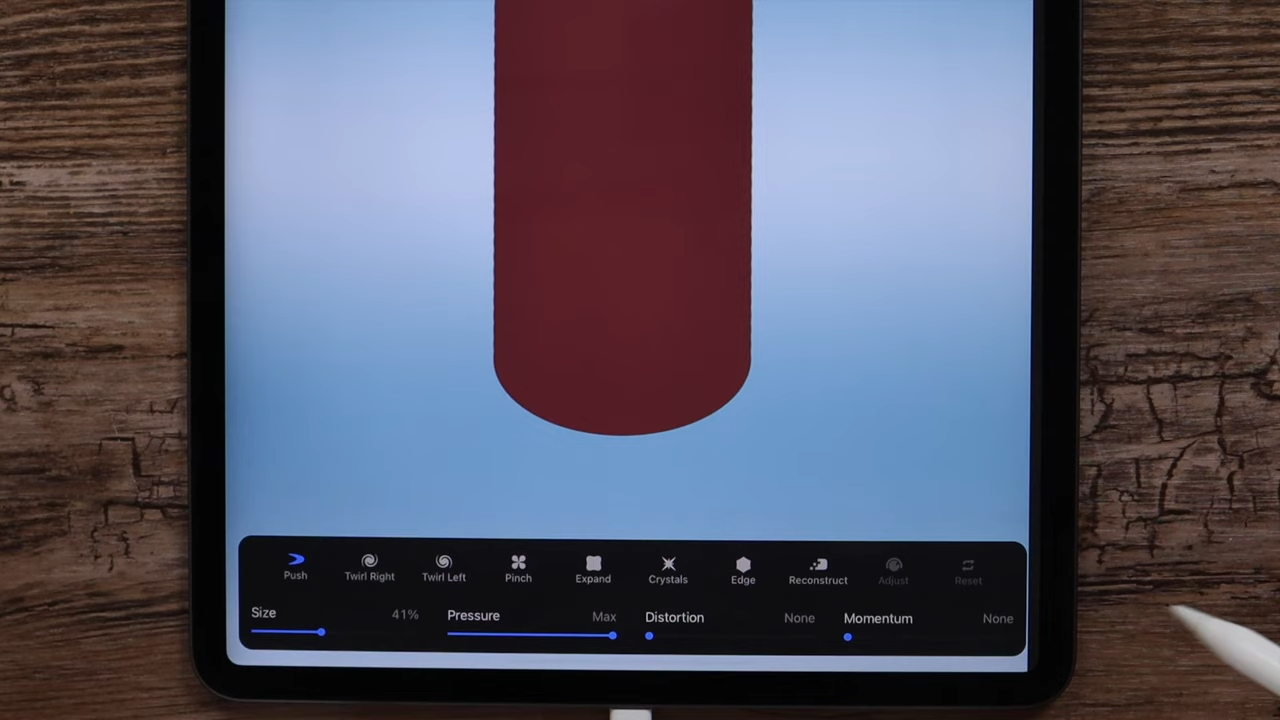 Push Twirl Right Twirl Left Pinch Expand Crystals Edge Reconstruct Adjust Reset
Size 41% Pressure Max Distortion None Momentum None